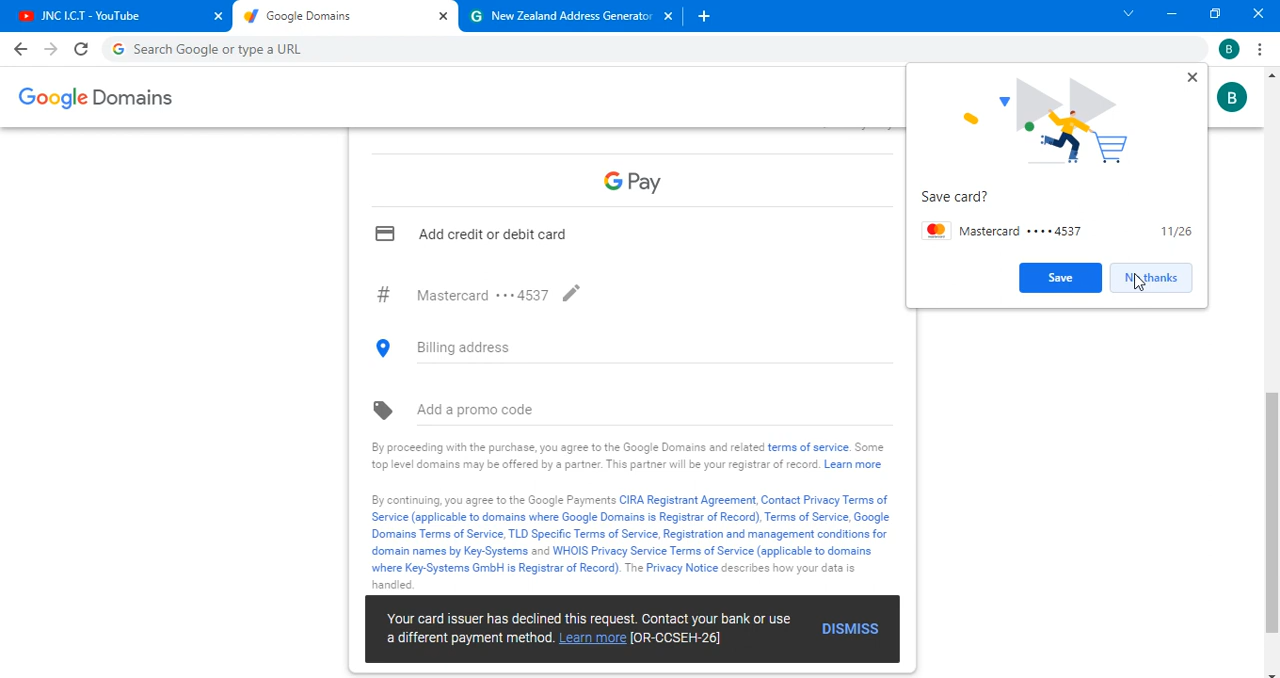 JNC I.C.T - YouTube
Google Domains
New Zealand Address Generator
Search Google or type a URL
B
Google Domains
B
G Pay
Save card?
Mastercard •••• 4537 11/26
Save
thanks
Add credit or debit card
# Mastercard ••• 4537
Billing address
Add a promo code
By proceeding with the purchase, you agree to the Google Domains and related terms of service. Some
top level domains may be offered by a partner. This partner will be your registrar of record. Learn more
By continuing, you agree to the Google Payments CIRA Registrant Agreement, Contact Privacy Terms of
Service (applicable to domains where Google Domains is Registrar of Record), Terms of Service, Google
Domains Terms of Service, TLD Specific Terms of Service, Registration and management conditions for
domain names by Key-Systems and WHOIS Privacy Service Terms of Service (applicable to domains
where Key-Systems GmbH is Registrar of Record). The Privacy Notice describes how your data is
handled.
Your card issuer has declined this request. Contact your bank or use
a different payment method. Learn more [OR-CCSEH-26]
DISMISS